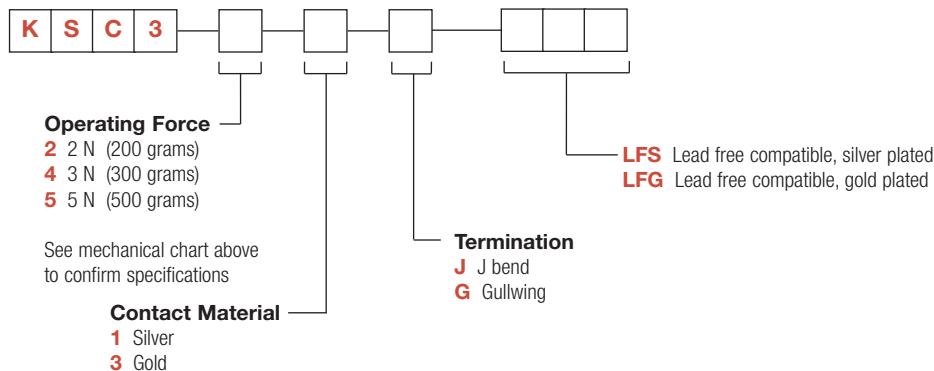 K S C 3
Operating Force
2 2 N (200 grams)
4 3 N (300 grams)
5 5 N (500 grams)
See mechanical chart above
to confirm specifications
Contact Material
1 Silver
3 Gold
Termination
J J bend
G Gullwing
LFS Lead free compatible, silver plated
LFG Lead free compatible, gold plated